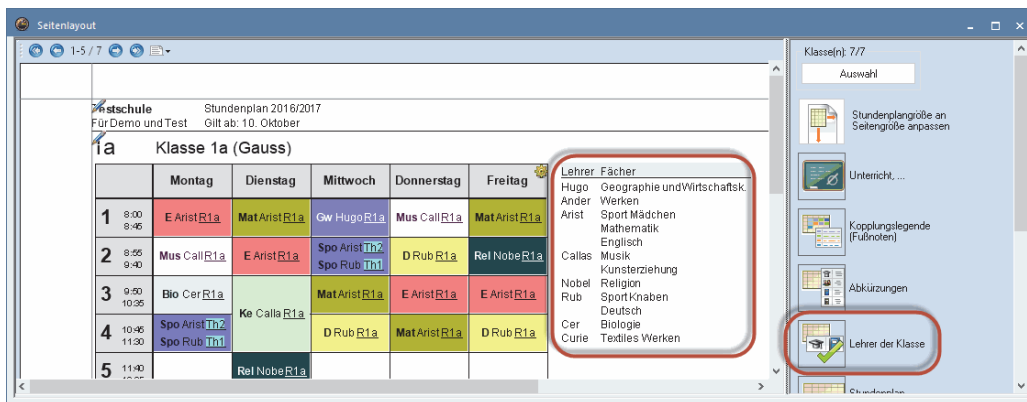 Seitenlayout
1-5 / 7
Klasse(n): 7/7
Auswahl
Testschule Stundenplan 2016/2017
Für Demo und Test Gilt ab: 10. Oktober
1a Klasse 1a (Gauss)
Montag Dienstag Mittwoch Donnerstag Freitag
1 8:00 8:45 E Arist R1a Mat Arist R1a Gw Hugo R1a Mus Call R1a Mat Arist R1a
2 8:55 9:40 Mus Call R1a E Arist R1a Spo Arist Th2 Spo Rub Th1 D Rub R1a Rel Nobe R1a
3 9:50 10:35 Bio Cer R1a Ke Calla R1a Mat Arist R1a E Arist R1a E Arist R1a
4 10:45 11:30 Spo Arist Th2 Spo Rub Th1 D Rub R1a Mat Arist R1a D Rub R1a
5 11:40 Rel Nobe R1a
Lehrer Fächer
Hugo Geographie und Wirtschaftsk.
Ander Werken
Arist Sport Mädchen
Mathematik
Englisch
Callas Musik
Kunsterziehung
Nobel Religion
Rub Sport Knaben
Deutsch
Cer Biologie
Curie Textiles Werken
Stundenplangröße an
Seitengröße anpassen
Unterricht, ...
Kopplungslegende
(Fußnoten)
Abkürzungen
Lehrer der Klasse